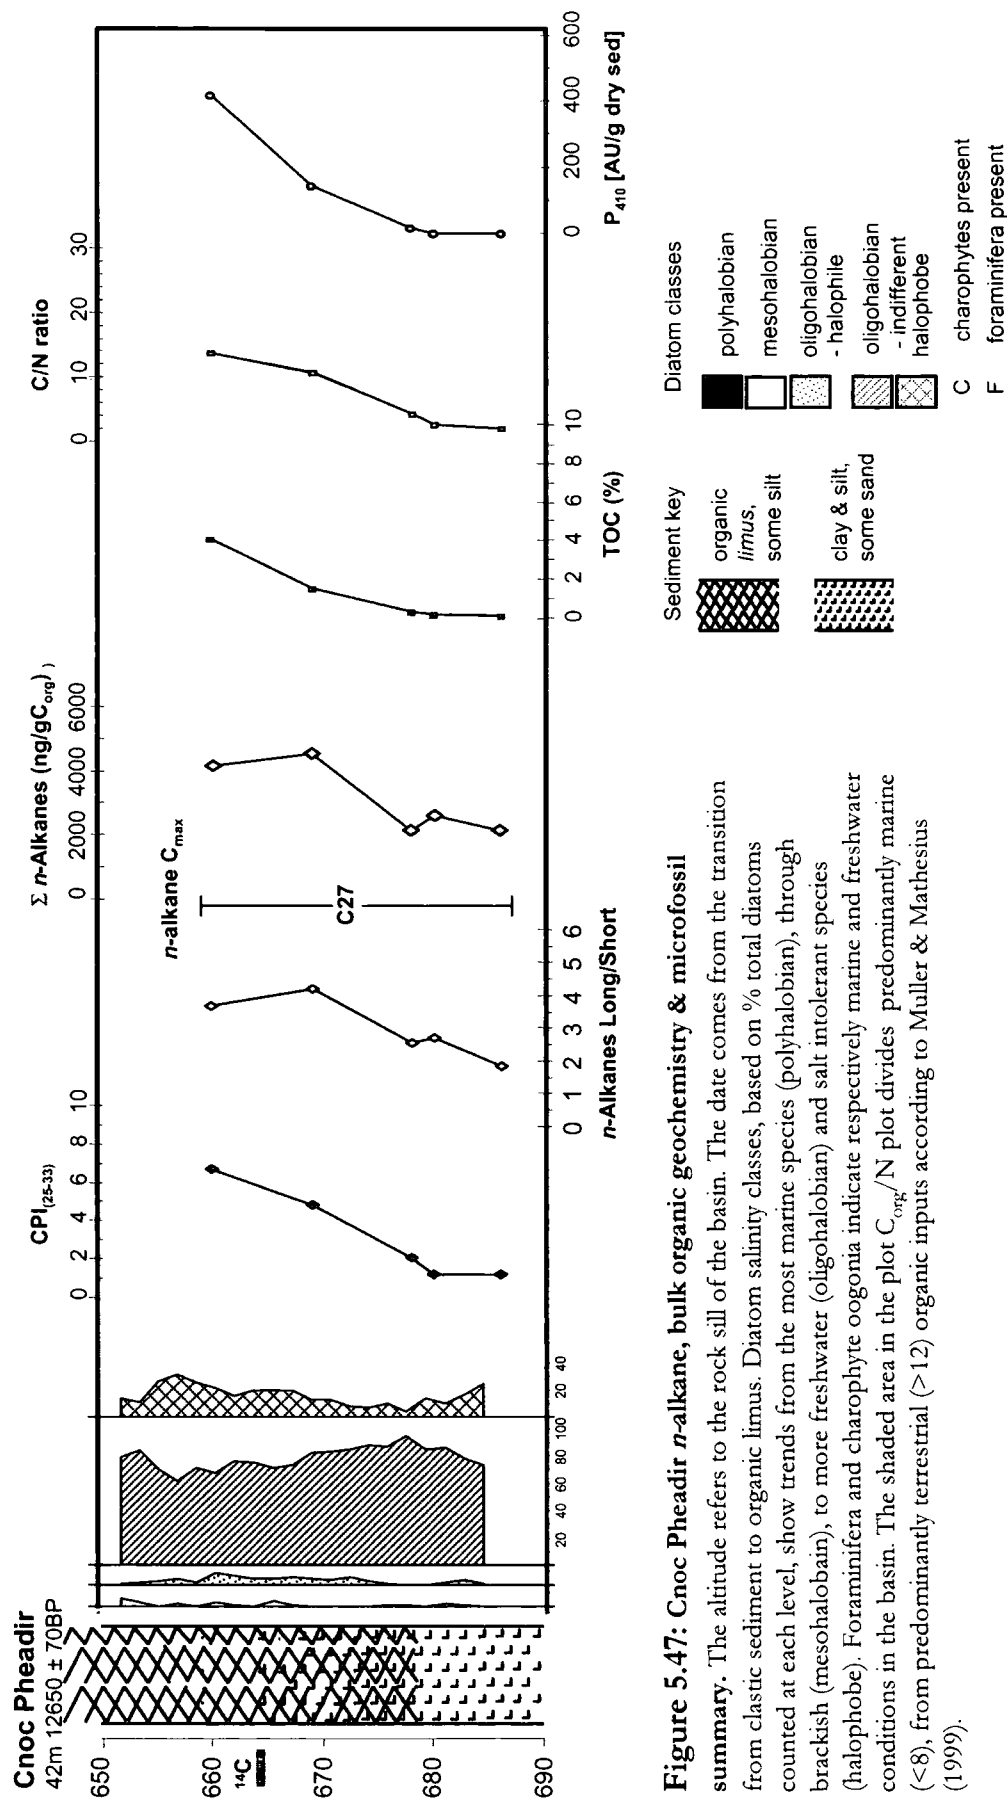 Cnoc Pheadir
42m 12650 ± 70BP
650
660
670
680
690
¹⁴C
20 40 60 80 100
20 40
CPI(25-33)
0 2 4 6 8 10
n-Alkanes Long/Short
0 1 2 3 4 5 6
n-alkane Cmax
C27
Σ n-Alkanes (ng/gCorg) )
0 2000 4000 6000
TOC (%)
0 2 4 6 8 10
C/N ratio
0 10 20 30
P410 [AU/g dry sed]
0 200 400 600
Figure 5.47: Cnoc Pheadir n-alkane, bulk organic geochemistry & microfossil
summary. The altitude refers to the rock sill of the basin. The date comes from the transition
from clastic sediment to organic limus. Diatom salinity classes, based on % total diatoms
counted at each level, show trends from the most marine species (polyhalobian), through
brackish (mesohalobain), to more freshwater (oligohalobian) and salt intolerant species
(halophobe). Foraminifera and charophyte oogonia indicate respectively marine and freshwater
conditions in the basin. The shaded area in the plot Corg/N plot divides predominantly marine
(<8), from predominantly terrestrial (>12) organic inputs according to Muller & Mathesius
(1999).
Sediment key
organic
limus,
some silt
clay & silt,
some sand
Diatom classes
polyhalobian
mesohalobian
oligohalobian
- halophile
oligohalobian
- indifferent
halophobe
C charophytes present
F foraminifera present